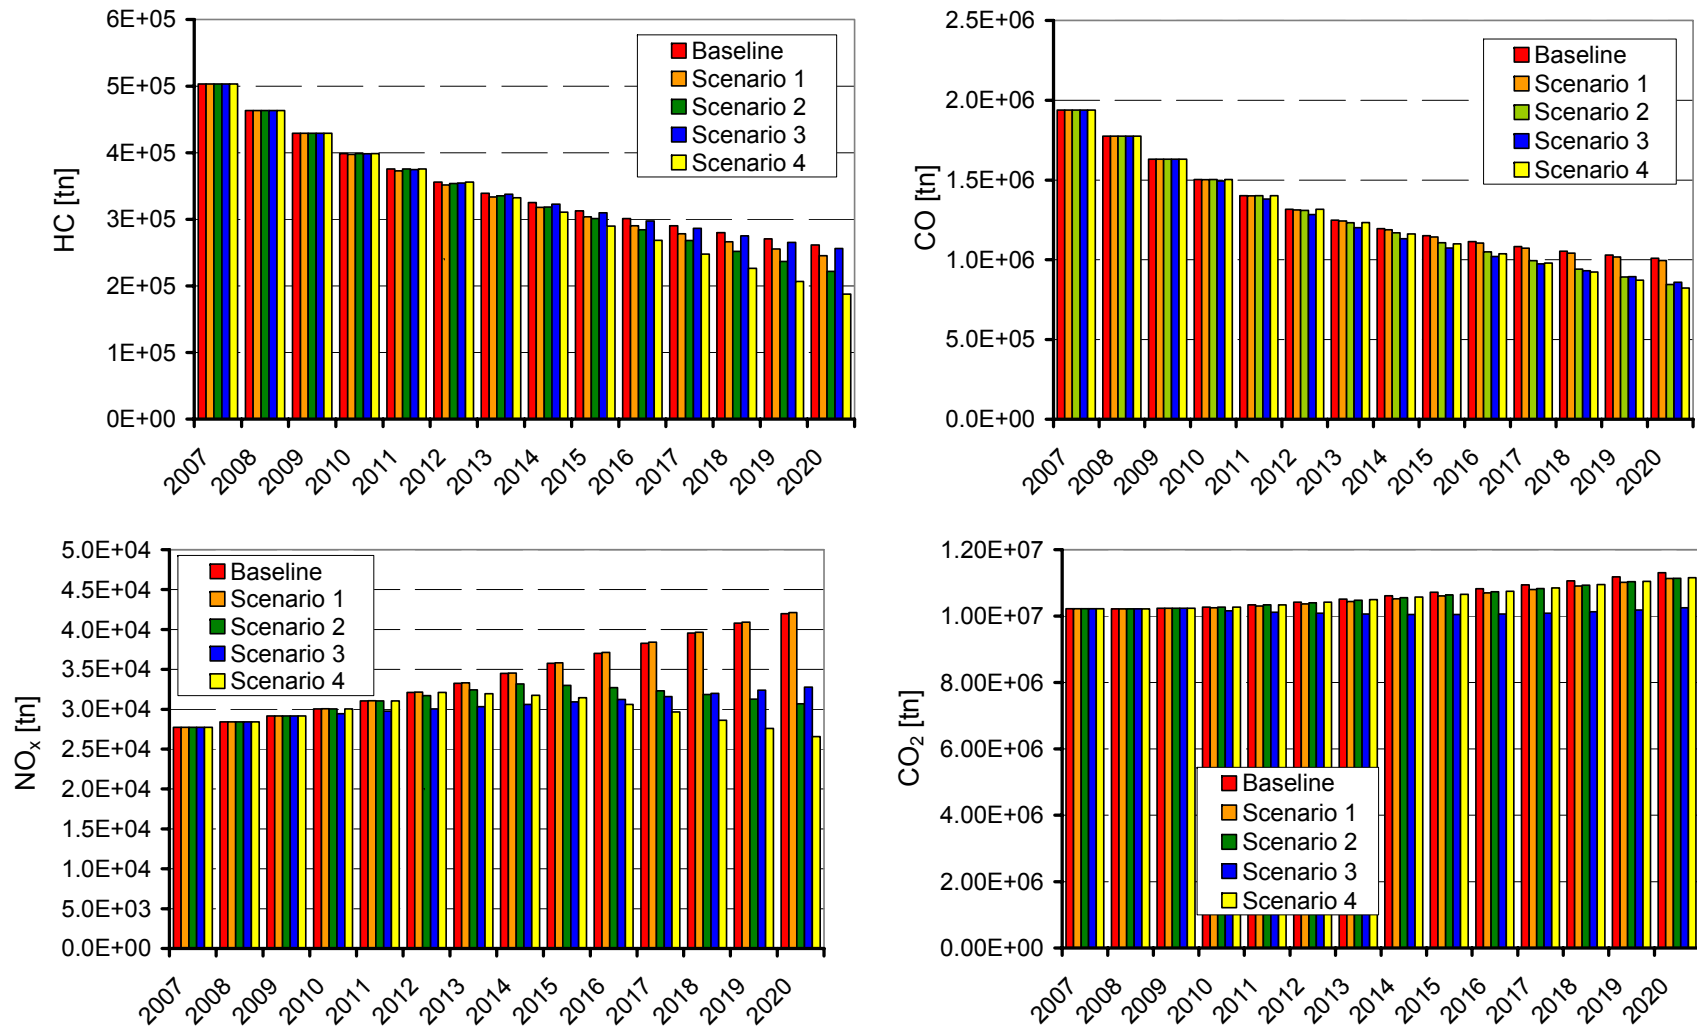 6E+05
5E+05
4E+05
3E+05
2E+05
1E+05
0E+00
HC [tn]
Baseline
Scenario 1
Scenario 2
Scenario 3
Scenario 4
2007 2008 2009 2010 2011 2012 2013 2014 2015 2016 2017 2018 2019 2020
2.5E+06
2.0E+06
1.5E+06
1.0E+06
5.0E+05
0.0E+00
CO [tn]
Baseline
Scenario 1
Scenario 2
Scenario 3
Scenario 4
2007 2008 2009 2010 2011 2012 2013 2014 2015 2016 2017 2018 2019 2020
5.0E+04
4.5E+04
4.0E+04
3.5E+04
3.0E+04
2.5E+04
2.0E+04
1.5E+04
1.0E+04
5.0E+03
0.0E+00
NOx [tn]
Baseline
Scenario 1
Scenario 2
Scenario 3
Scenario 4
2007 2008 2009 2010 2011 2012 2013 2014 2015 2016 2017 2018 2019 2020
1.20E+07
1.00E+07
8.00E+06
6.00E+06
4.00E+06
2.00E+06
0.00E+00
CO2 [tn]
Baseline
Scenario 1
Scenario 2
Scenario 3
Scenario 4
2007 2008 2009 2010 2011 2012 2013 2014 2015 2016 2017 2018 2019 2020